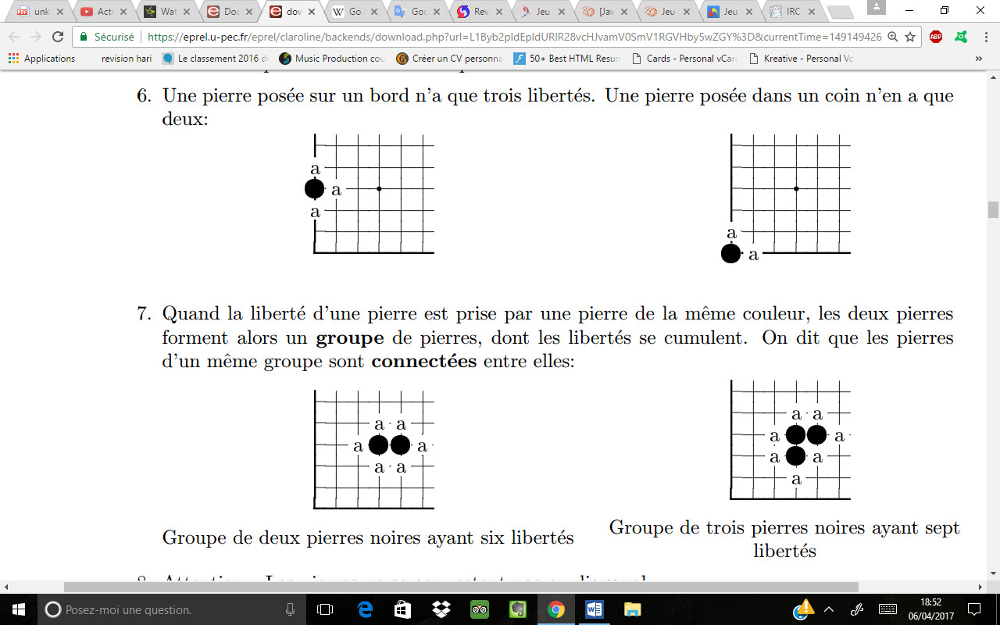 unk
Acto
Wat
Doc
dov
Go
Goo
Rev
Jeu
[Jav
Jeu
Jeu
IRC
Sécurisé
https://eprel.u-pec.fr/eprel/claroline/backends/download.php?url=L1Byb2pldEpldURlR28vcHJvamV0SmV1RGVHby5wZGY%3D&currentTime=149149426
ABP
Applications
revision hari
Le classement 2016 d
Music Production cou
Créer un CV personna
50+ Best HTML Resum
Cards - Personal vCar
Kreative - Personal Vc
6. Une pierre posée sur un bord n'a que trois libertés. Une pierre posée dans un coin n'en a que
deux:
a
a
a
a
a
7. Quand la liberté d'une pierre est prise par une pierre de la même couleur, les deux pierres
forment alors un groupe de pierres, dont les libertés se cumulent. On dit que les pierres
d'un même groupe sont connectées entre elles:
a a
a a
a a
a a
a a
a a
a
Groupe de deux pierres noires ayant six libertés
Groupe de trois pierres noires ayant sept
libertés
Posez-moi une question.
18:52
06/04/2017